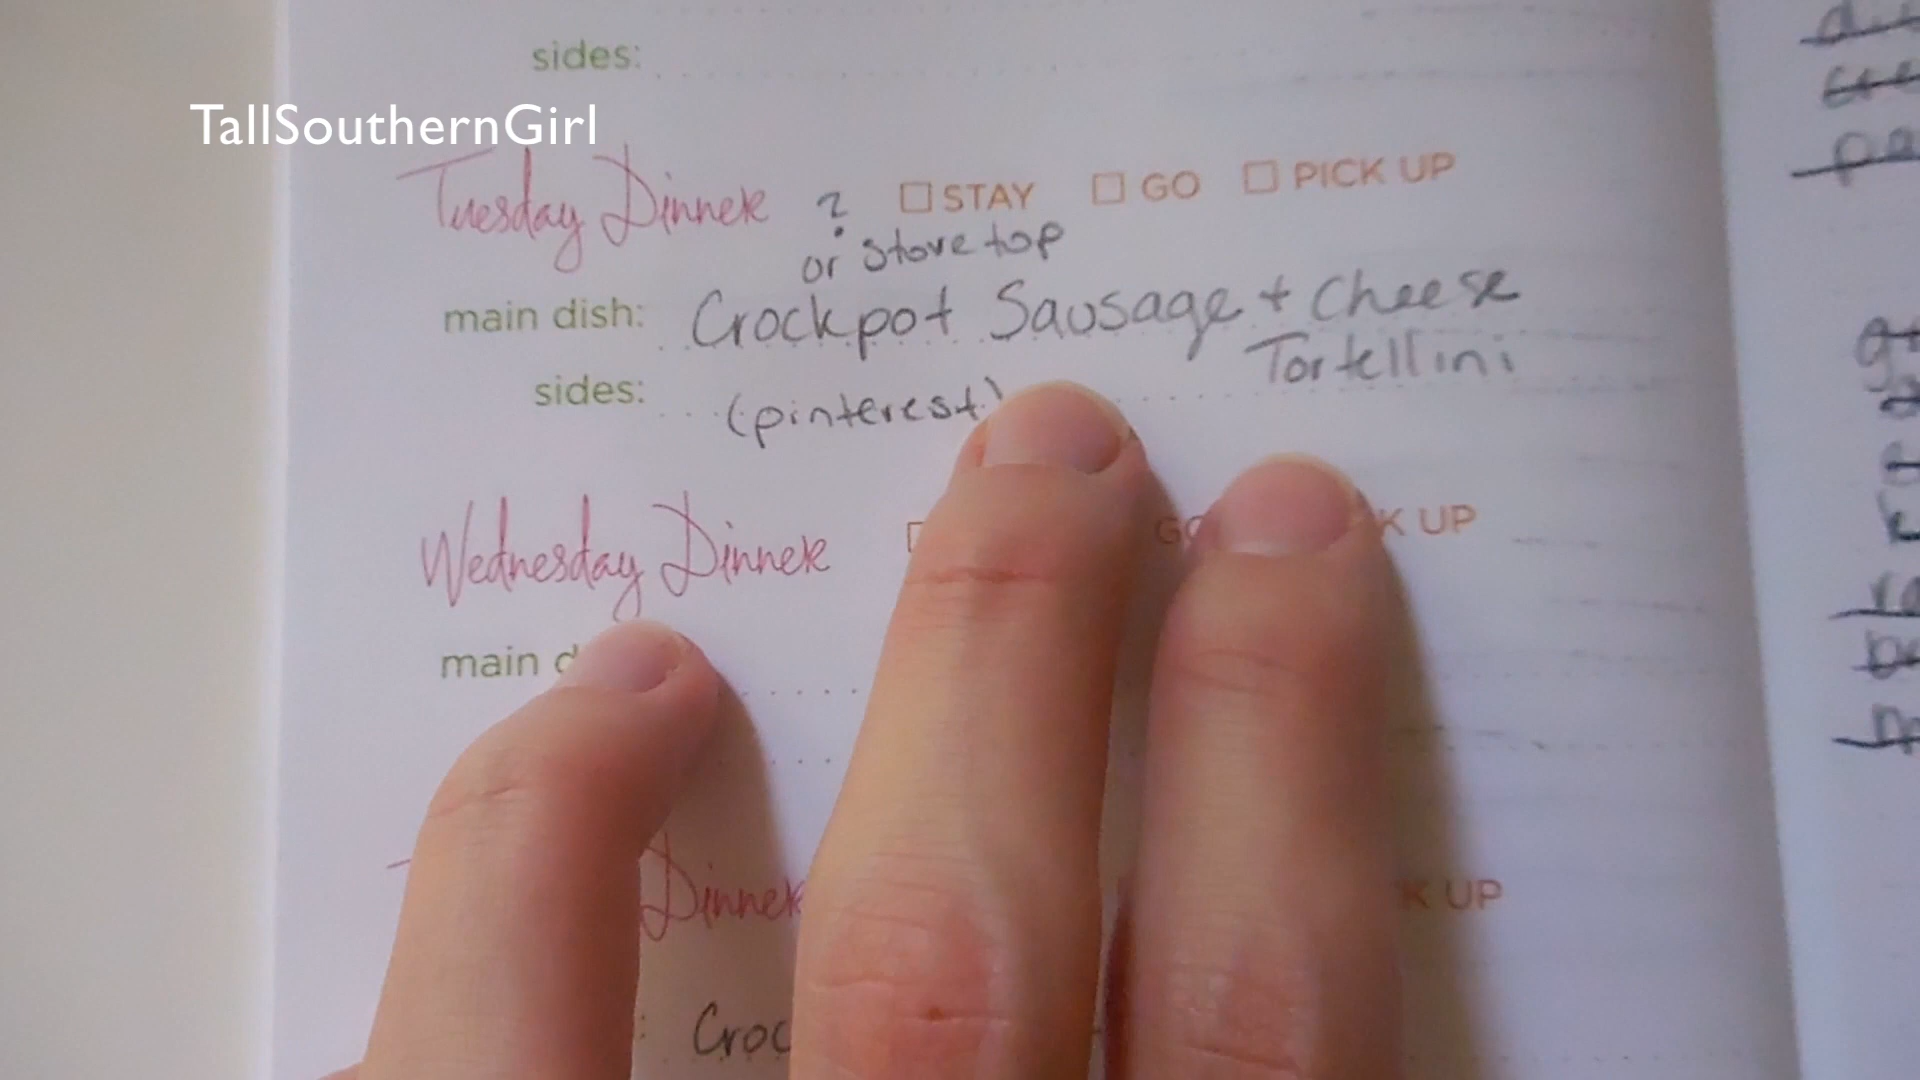 sides:
TallSouthernGirl
Tuesday Dinner ? STAY GO PICK UP
or stove top
main dish: Crockpot Sausage + Cheese
Tortellini
sides: (pinterest)
Wednesday Dinner GO K UP
main d
Dinner K UP
Croc